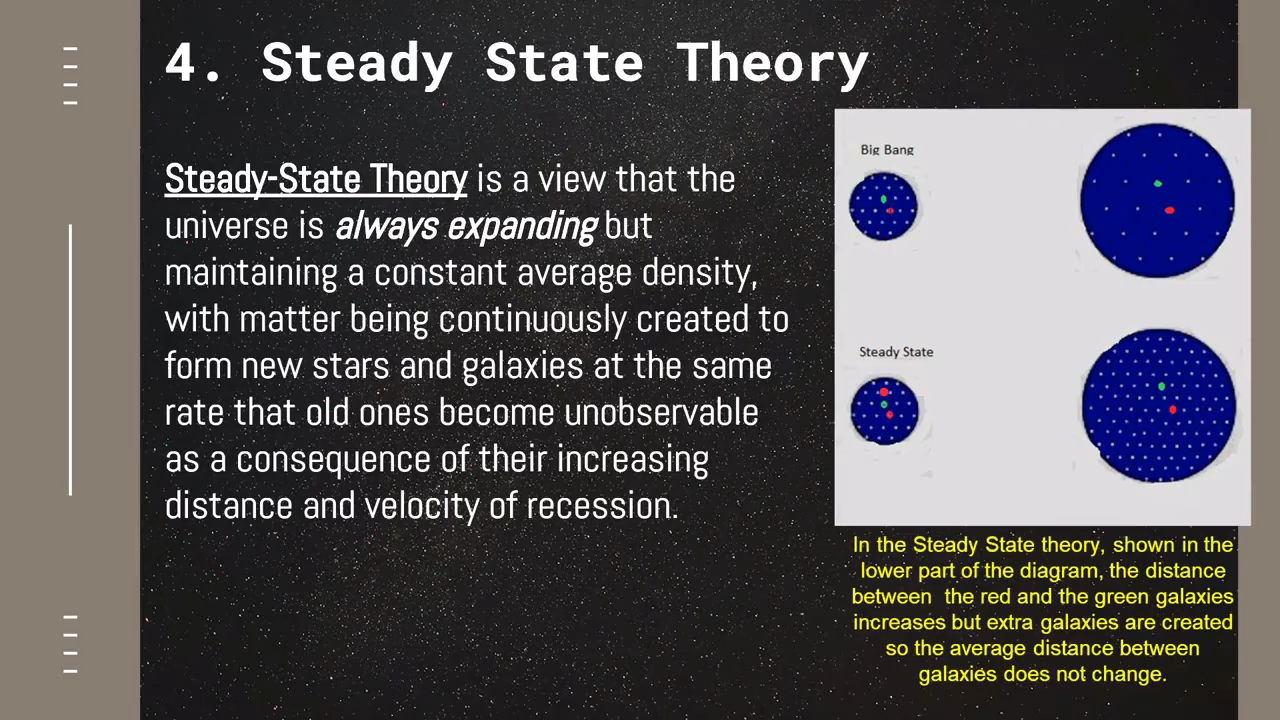 4. Steady State Theory
Steady-State Theory is a view that the
universe is always expanding but
maintaining a constant average density,
with matter being continuously created to
form new stars and galaxies at the same
rate that old ones become unobservable
as a consequence of their increasing
distance and velocity of recession.
Big Bang
Steady State
In the Steady State theory, shown in the
lower part of the diagram, the distance
between the red and the green galaxies
increases but extra galaxies are created
so the average distance between
galaxies does not change.